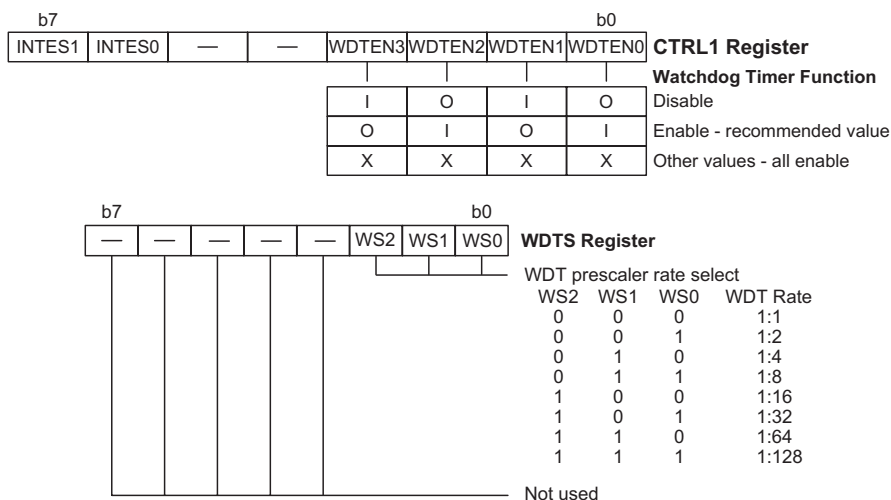 b7 b0
INTES1 INTES0 — — WDTEN3 WDTEN2 WDTEN1 WDTEN0 CTRL1 Register
Watchdog Timer Function
I O I O Disable
O I O I Enable - recommended value
X X X X Other values - all enable
b7 b0
— — — — — WS2 WS1 WS0 WDTS Register
WDT prescaler rate select
WS2 WS1 WS0 WDT Rate
0 0 0 1:1
0 0 1 1:2
0 1 0 1:4
0 1 1 1:8
1 0 0 1:16
1 0 1 1:32
1 1 0 1:64
1 1 1 1:128
Not used